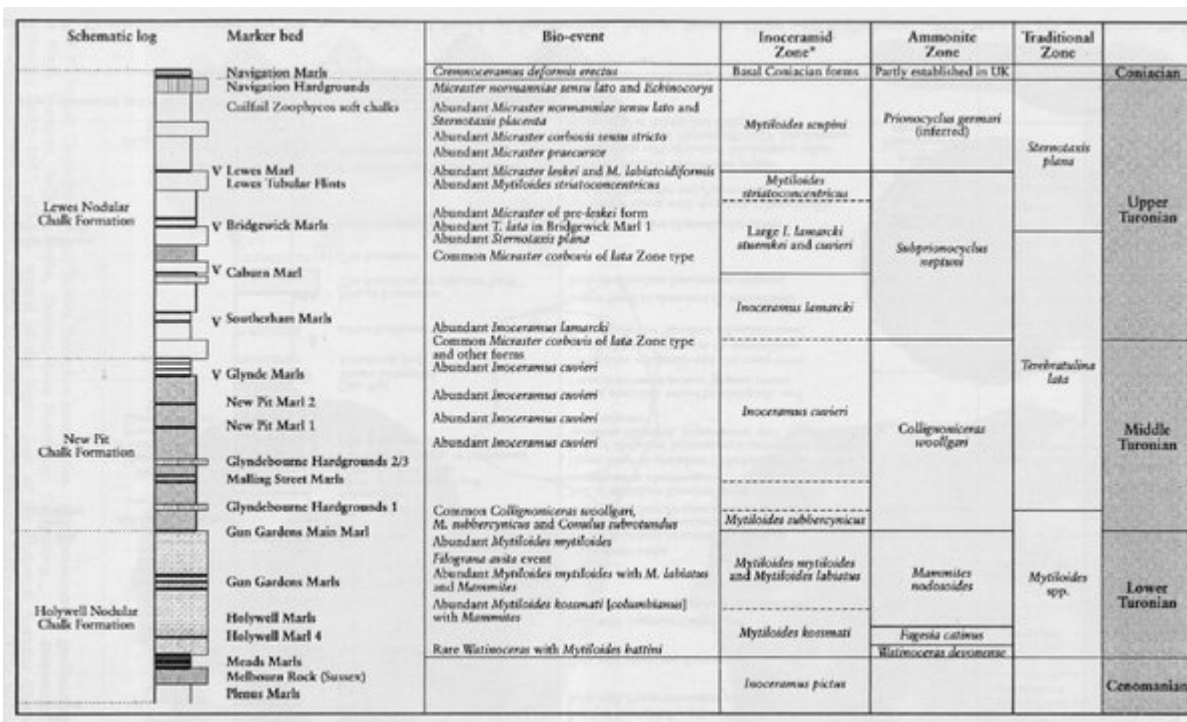 Schematic log
Marker bed
Bio-event
Inoceramid
Zone*
Ammonite
Zone
Traditional
Zone
Navigation Marls
Navigation Hardgrounds
Cuilfail Zoophycos soft chalks
V Lewes Marl
Lewes Tubular Flints
V Bridgewick Marls
V Caburn Marl
V Southerham Marls
V Glynde Marls
New Pit Marl 2
New Pit Marl 1
Glyndebourne Hardgrounds 2/3
Malling Street Marls
Glyndebourne Hardgrounds 1
Gun Gardens Main Marl
Gun Gardens Marls
Holywell Marls
Holywell Marl 4
Meads Marls
Melbourn Rock (Sussex)
Plenus Marls
Lewes Nodular
Chalk Formation
New Pit
Chalk Formation
Holywell Nodular
Chalk Formation
Cremnoceramus deformis erectus
Micraster normanniae sensu lato and Echinocorys
Abundant Micraster normanniae sensu lato and
Sternotaxis placenta
Abundant Micraster corbovis sensu stricto
Abundant Micraster praecursor
Abundant Micraster leskei and M. labiatoidiformis
Abundant Mytiloides striatoconcentricus
Abundant Micraster of pre-leskei form
Abundant T. lata in Bridgewick Marl 1
Abundant Sternotaxis plana
Common Micraster corbovis of lata Zone type
Abundant Inoceramus lamarcki
Common Micraster corbovis of lata Zone type
and other forms
Abundant Inoceramus cuvieri
Abundant Inoceramus cuvieri
Abundant Inoceramus cuvieri
Abundant Inoceramus cuvieri
Common Collignoniceras woollgari,
M. subhercynicus and Conulus subrotundus
Abundant Mytiloides mytiloides
Filograna avita event
Abundant Mytiloides mytiloides with M. labiatus
and Mammites
Abundant Mytiloides kossmati [columbianus]
with Mammites
Rare Watinoceras with Mytiloides hattini
Basal Coniacian forms
Mytiloides scupini
Mytiloides
striatoconcentricus
Large I. lamarcki
stuemkei and cuvieri
Inoceramus lamarcki
Inoceramus cuvieri
Mytiloides subhercynicus
Mytiloides mytiloides
and Mytiloides labiatus
Mytiloides kossmati
Inoceramus pictus
Partly established in UK
Prionocyclus germari
(inferred)
Subprionocyclus
neptuni
Collignoniceras
woollgari
Mammites
nodosoides
Fagesia catinus
Watinoceras devonense
Sternotaxis
plana
Terebratulina
lata
Mytiloides
spp.
Coniacian
Upper
Turonian
Middle
Turonian
Lower
Turonian
Cenomanian